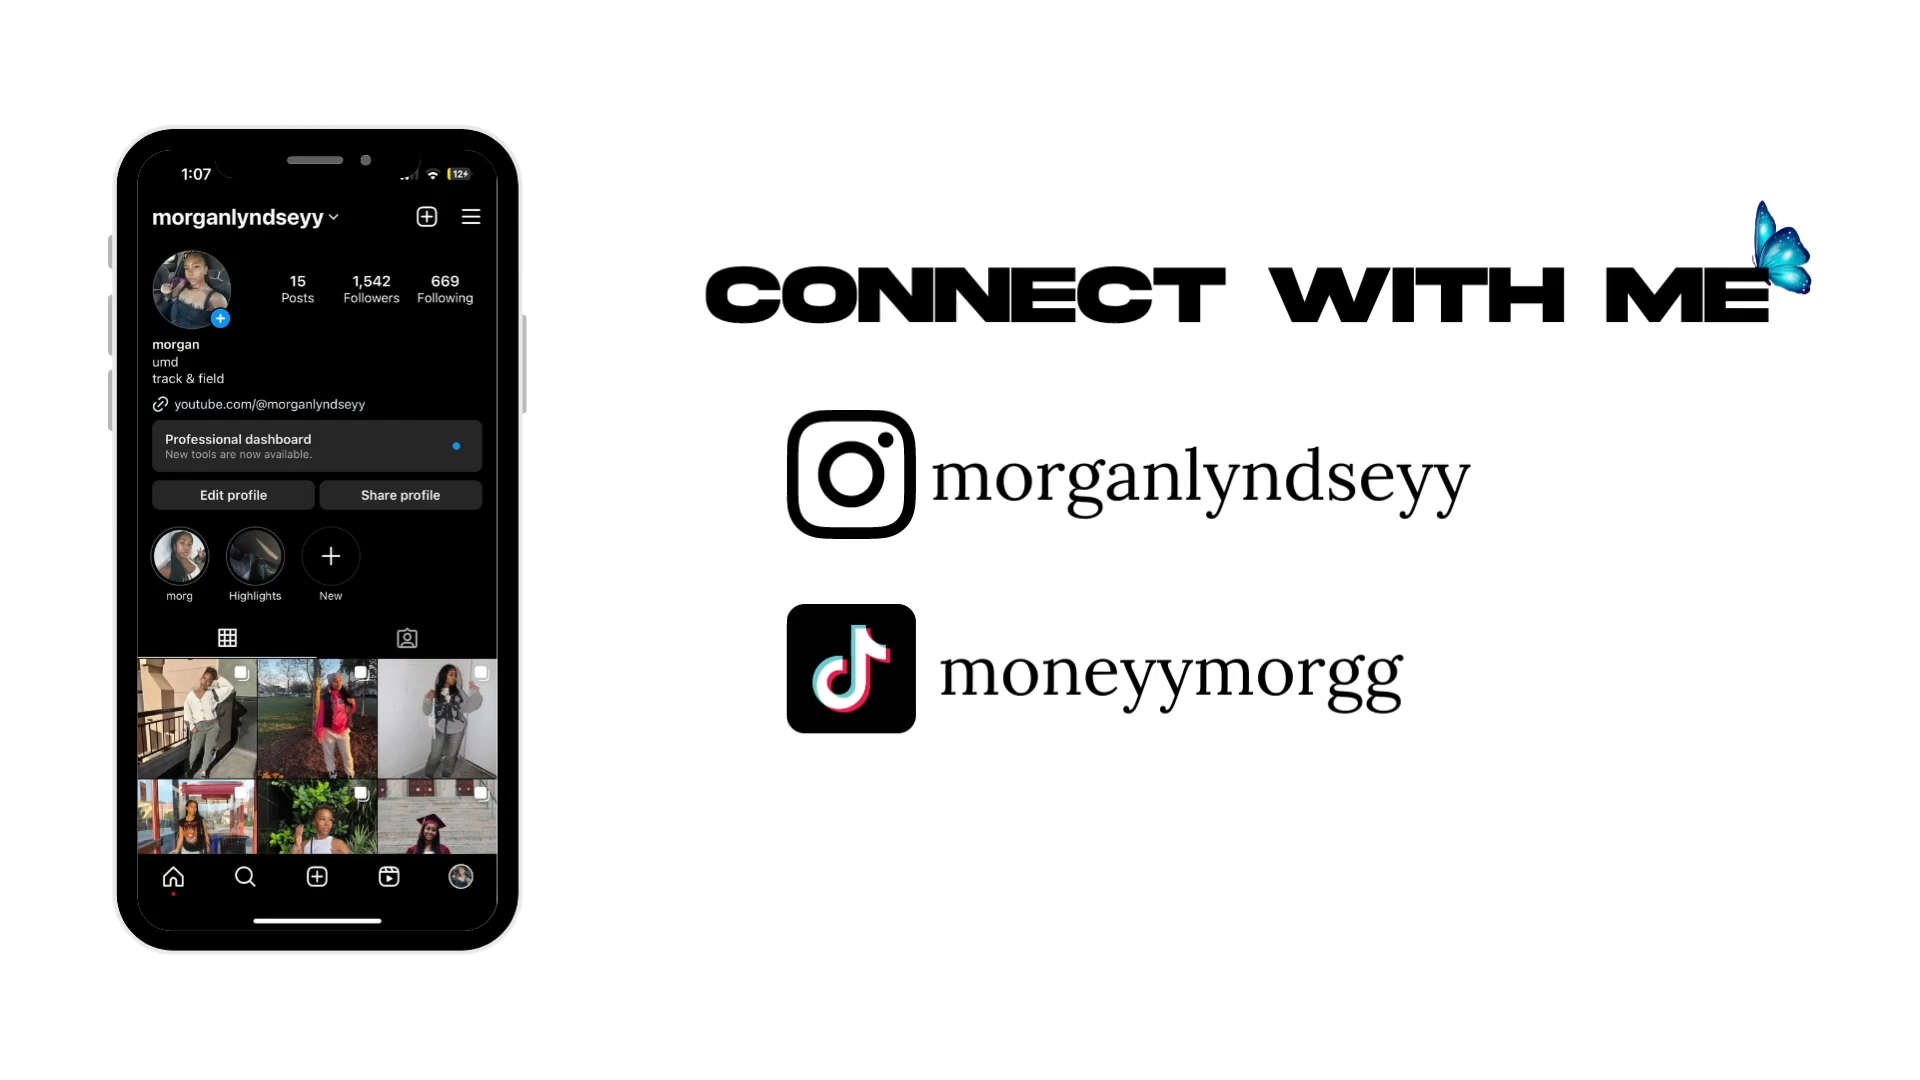 1:07
12
morganlyndseyy
15
Posts
1,542
Followers
669
Following
morgan
umd
track & field
youtube.com/@morganlyndseyy
Professional dashboard
New tools are now available.
Edit profile
Share profile
morg
Highlights
New
CONNECT WITH ME
morganlyndseyy
moneyymorgg